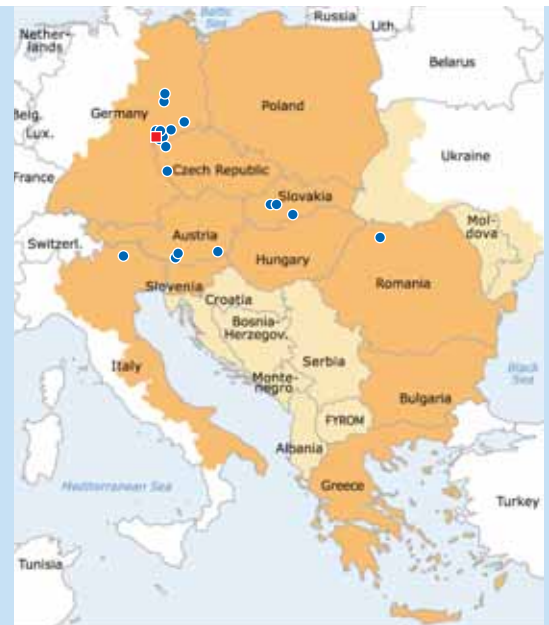 Baltic
Sea
Russia
Lith.
Nether-
lands
Belarus
Germany
Poland
Belg.
Lux.
Ukraine
Czech Republic
France
Slovakia
Mol-
dova
Switzerl.
Austria
Hungary
Romania
Slovenia
Croatia
Bosnia-
Herzegov.
Serbia
Italy
Black
Sea
Monte-
negro
Bulgaria
FYROM
Albania
Mediterranean Sea
Greece
Turkey
Tunisia